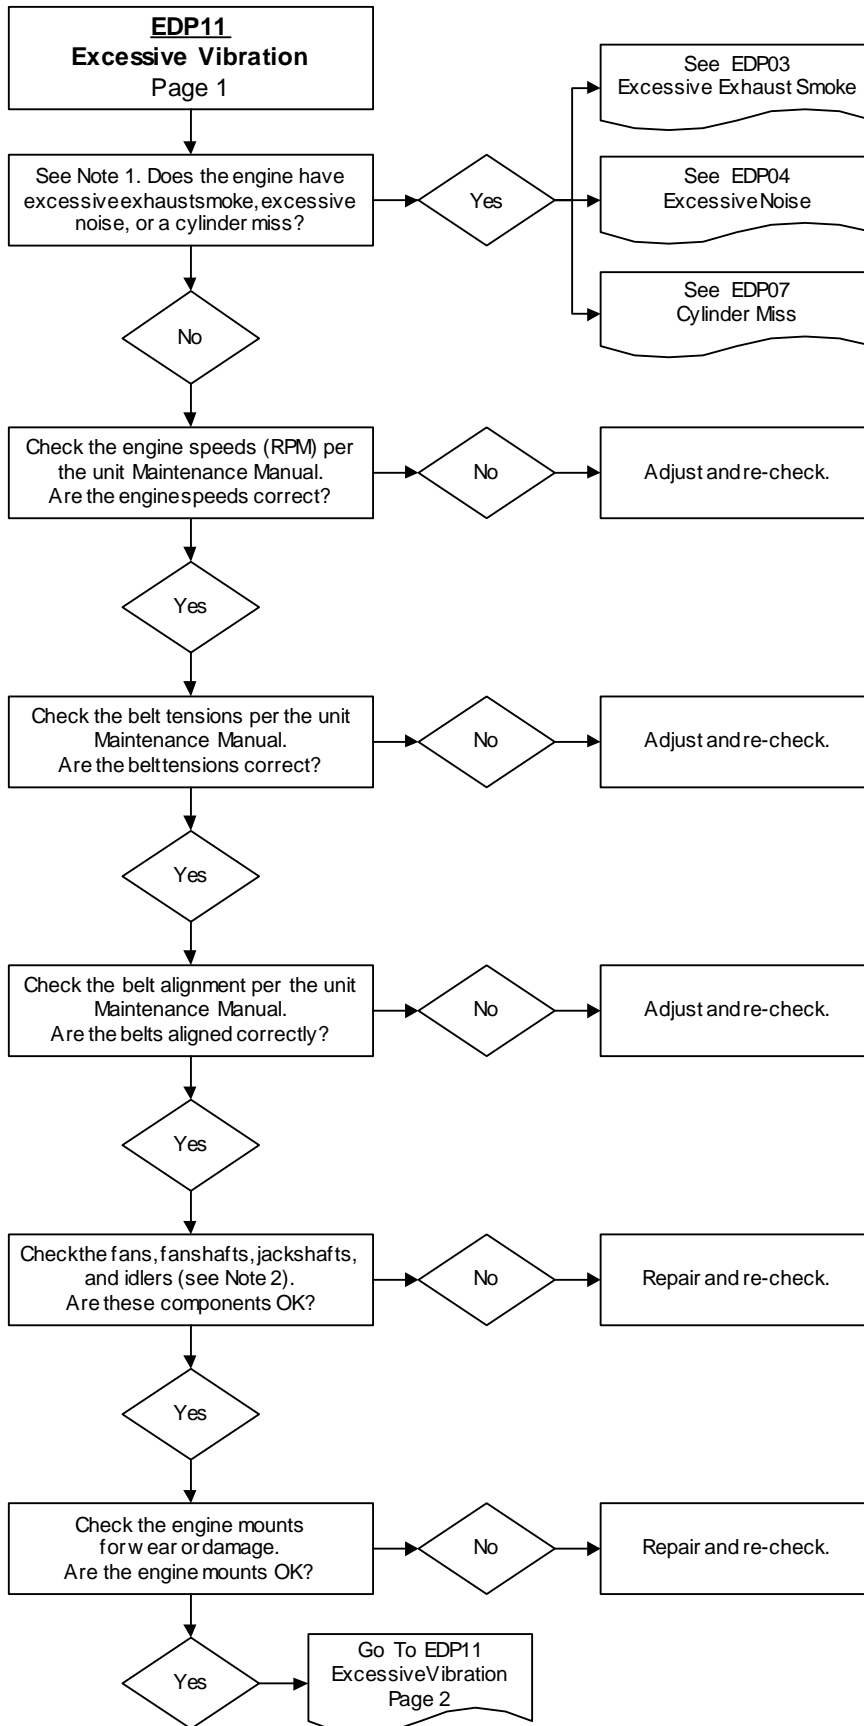 EDP11
Excessive Vibration
Page 1
See Note 1. Does the engine have
excessive exhaust smoke, excessive
noise, or a cylinder miss?
Yes
See EDP03
Excessive Exhaust Smoke
See EDP04
Excessive Noise
See EDP07
Cylinder Miss
No
Check the engine speeds (RPM) per
the unit Maintenance Manual.
Are the engine speeds correct?
No
Adjust and re-check.
Yes
Check the belt tensions per the unit
Maintenance Manual.
Are the belt tensions correct?
No
Adjust and re-check.
Yes
Check the belt alignment per the unit
Maintenance Manual.
Are the belts aligned correctly?
No
Adjust and re-check.
Yes
Check the fans, fanshafts, jackshafts,
and idlers (see Note 2).
Are these components OK?
No
Repair and re-check.
Yes
Check the engine mounts
for wear or damage.
Are the engine mounts OK?
No
Repair and re-check.
Yes
Go To EDP11
Excessive Vibration
Page 2